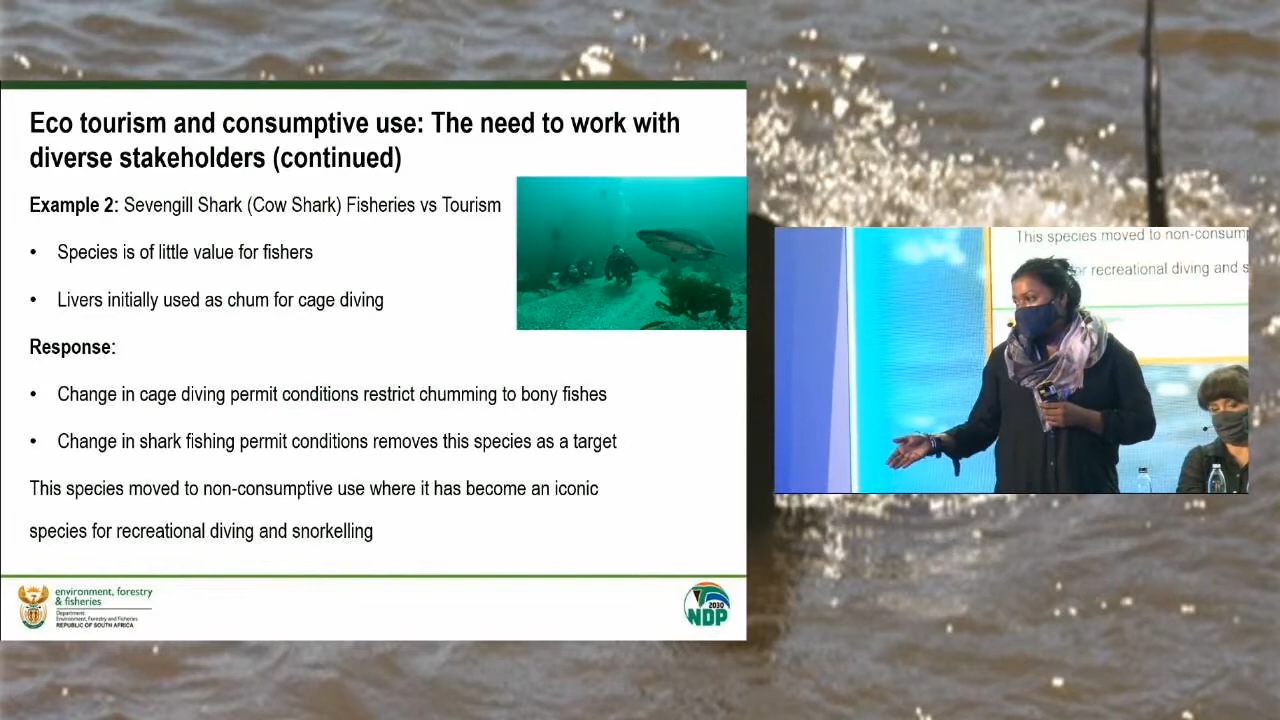 Eco tourism and consumptive use: The need to work with
diverse stakeholders (continued)
Example 2: Sevengill Shark (Cow Shark) Fisheries vs Tourism
• Species is of little value for fishers
• Livers initially used as chum for cage diving
Response:
• Change in cage diving permit conditions restrict chumming to bony fishes
• Change in shark fishing permit conditions removes this species as a target
This species moved to non-consumptive use where it has become an iconic
species for recreational diving and snorkelling
environment, forestry
& fisheries
Department:
Environment, Forestry and Fisheries
REPUBLIC OF SOUTH AFRICA
2030
NDP
This species moved to non-consump
or recreational diving and s